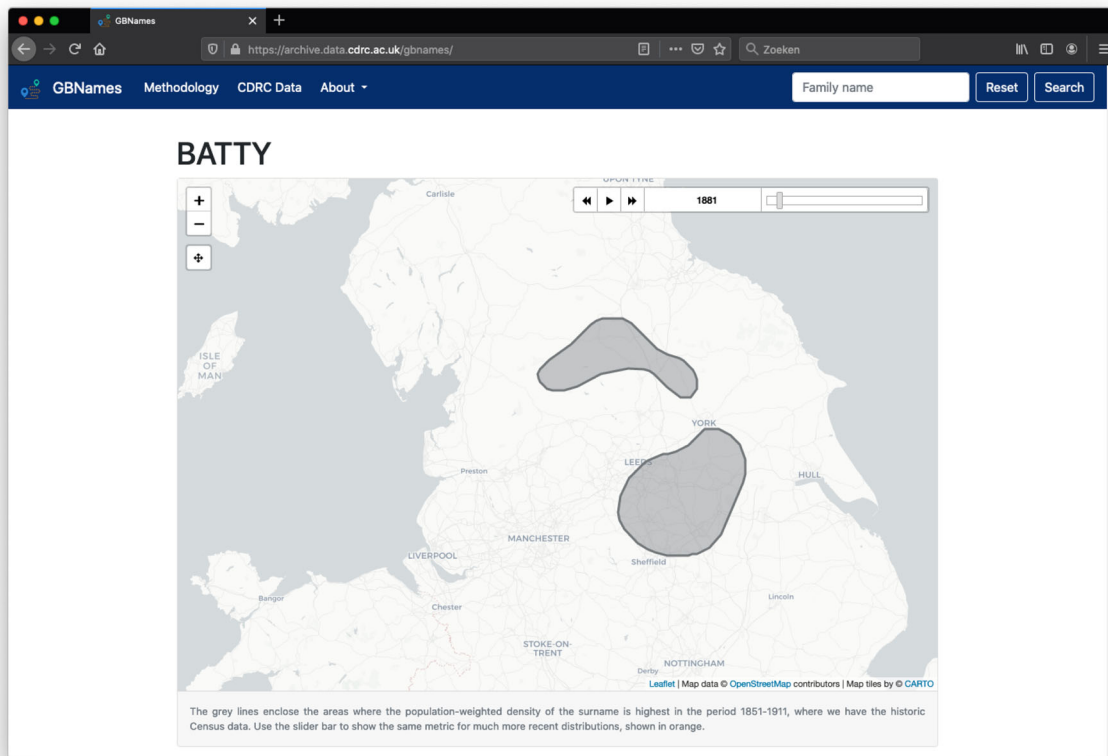 GBNames
https://archive.data.cdrc.ac.uk/gbnames/
Zoeken
GBNames Methodology CDRC Data About Family name Reset Search
BATTY
UPON TYNE
Carlisle
+
1881
−
ISLE
OF
MAN
YORK
LEEDS
Preston
HULL
MANCHESTER
LIVERPOOL
Sheffield
Bangor
Lincoln
Chester
STOKE-ON-
TRENT
NOTTINGHAM
Derby
Leaflet | Map data © OpenStreetMap contributors | Map tiles by © CARTO
The grey lines enclose the areas where the population-weighted density of the surname is highest in the period 1851-1911, where we have the historic
Census data. Use the slider bar to show the same metric for much more recent distributions, shown in orange.